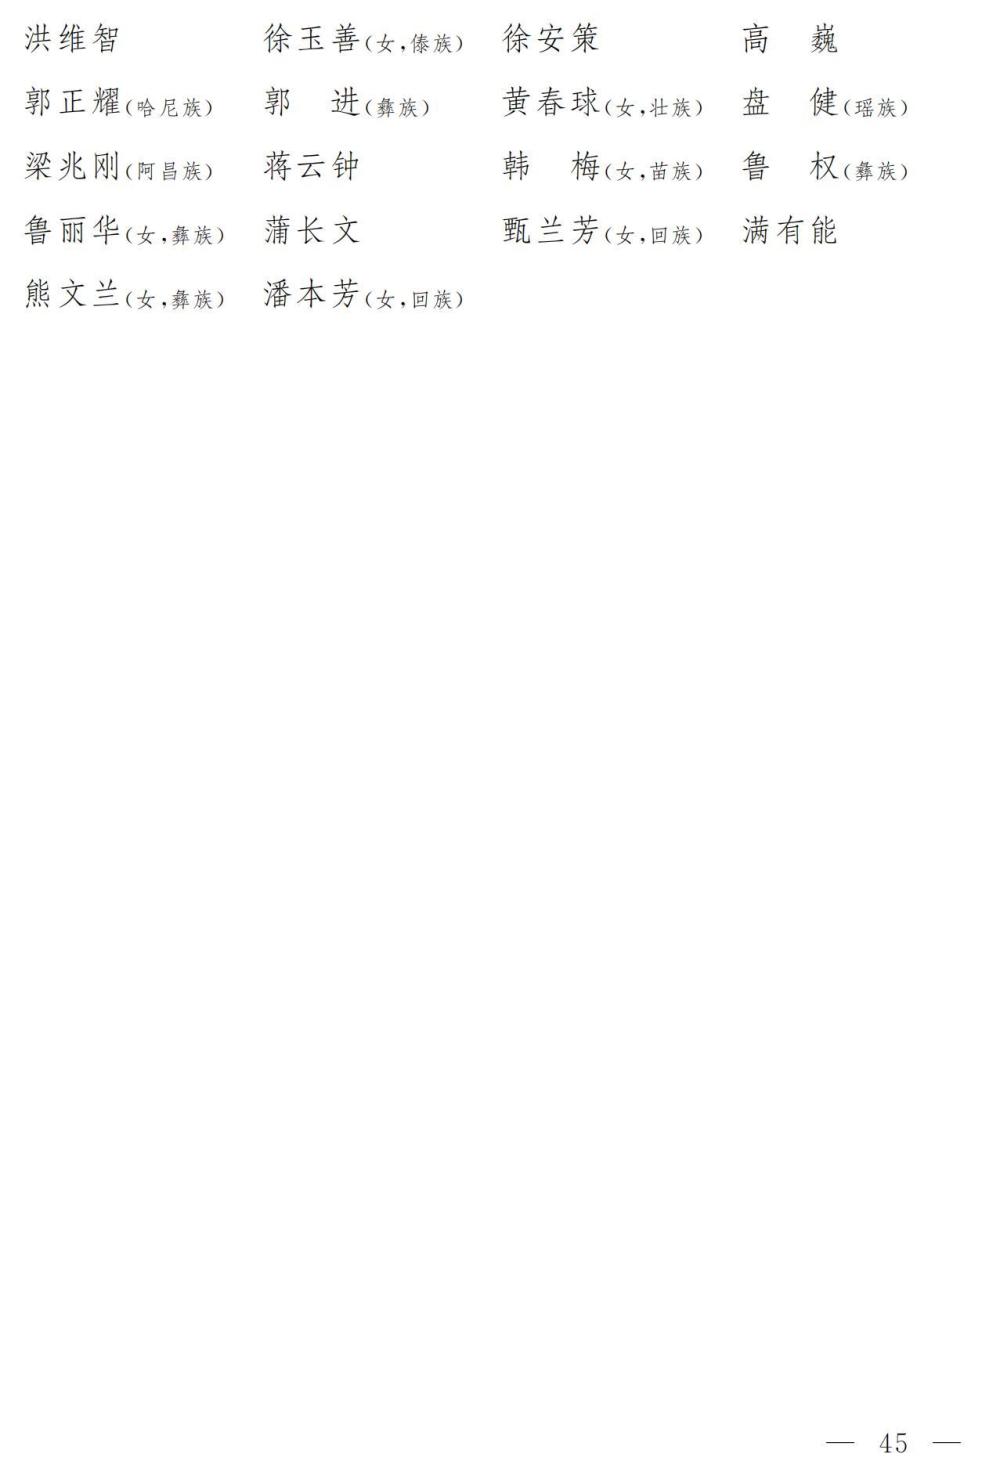 洪维智 徐玉善(女,傣族) 徐安策 高　巍
郭正耀(哈尼族) 郭　进(彝族) 黄春球(女,壮族) 盘　健(瑶族)
梁兆刚(阿昌族) 蒋云钟 韩　梅(女,苗族) 鲁　权(彝族)
鲁丽华(女,彝族) 蒲长文 甄兰芳(女,回族) 满有能
熊文兰(女,彝族) 潘本芳(女,回族)
— 45 —